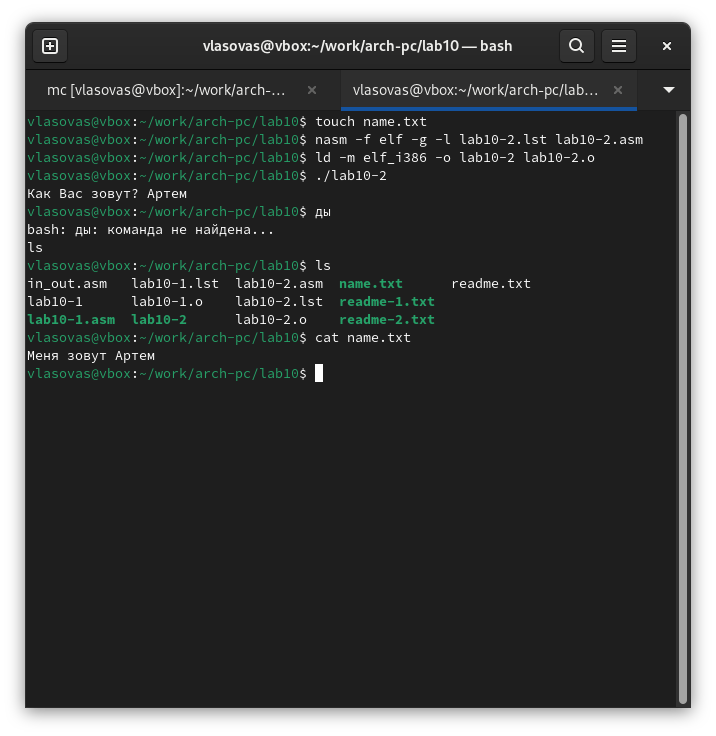 vlasovas@vbox:~/work/arch-pc/lab10 — bash
mc [vlasovas@vbox]:~/work/arch-...
vlasovas@vbox:~/work/arch-pc/lab...
vlasovas@vbox:~/work/arch-pc/lab10$ touch name.txt
vlasovas@vbox:~/work/arch-pc/lab10$ nasm -f elf -g -l lab10-2.lst lab10-2.asm
vlasovas@vbox:~/work/arch-pc/lab10$ ld -m elf_i386 -o lab10-2 lab10-2.o
vlasovas@vbox:~/work/arch-pc/lab10$ ./lab10-2
Как Вас зовут? Артем
vlasovas@vbox:~/work/arch-pc/lab10$ ды
bash: ды: команда не найдена...
ls
vlasovas@vbox:~/work/arch-pc/lab10$ ls
in_out.asm   lab10-1.lst  lab10-2.asm  name.txt      readme.txt
lab10-1      lab10-1.o    lab10-2.lst  readme-1.txt
lab10-1.asm  lab10-2      lab10-2.o    readme-2.txt
vlasovas@vbox:~/work/arch-pc/lab10$ cat name.txt
Меня зовут Артем
vlasovas@vbox:~/work/arch-pc/lab10$